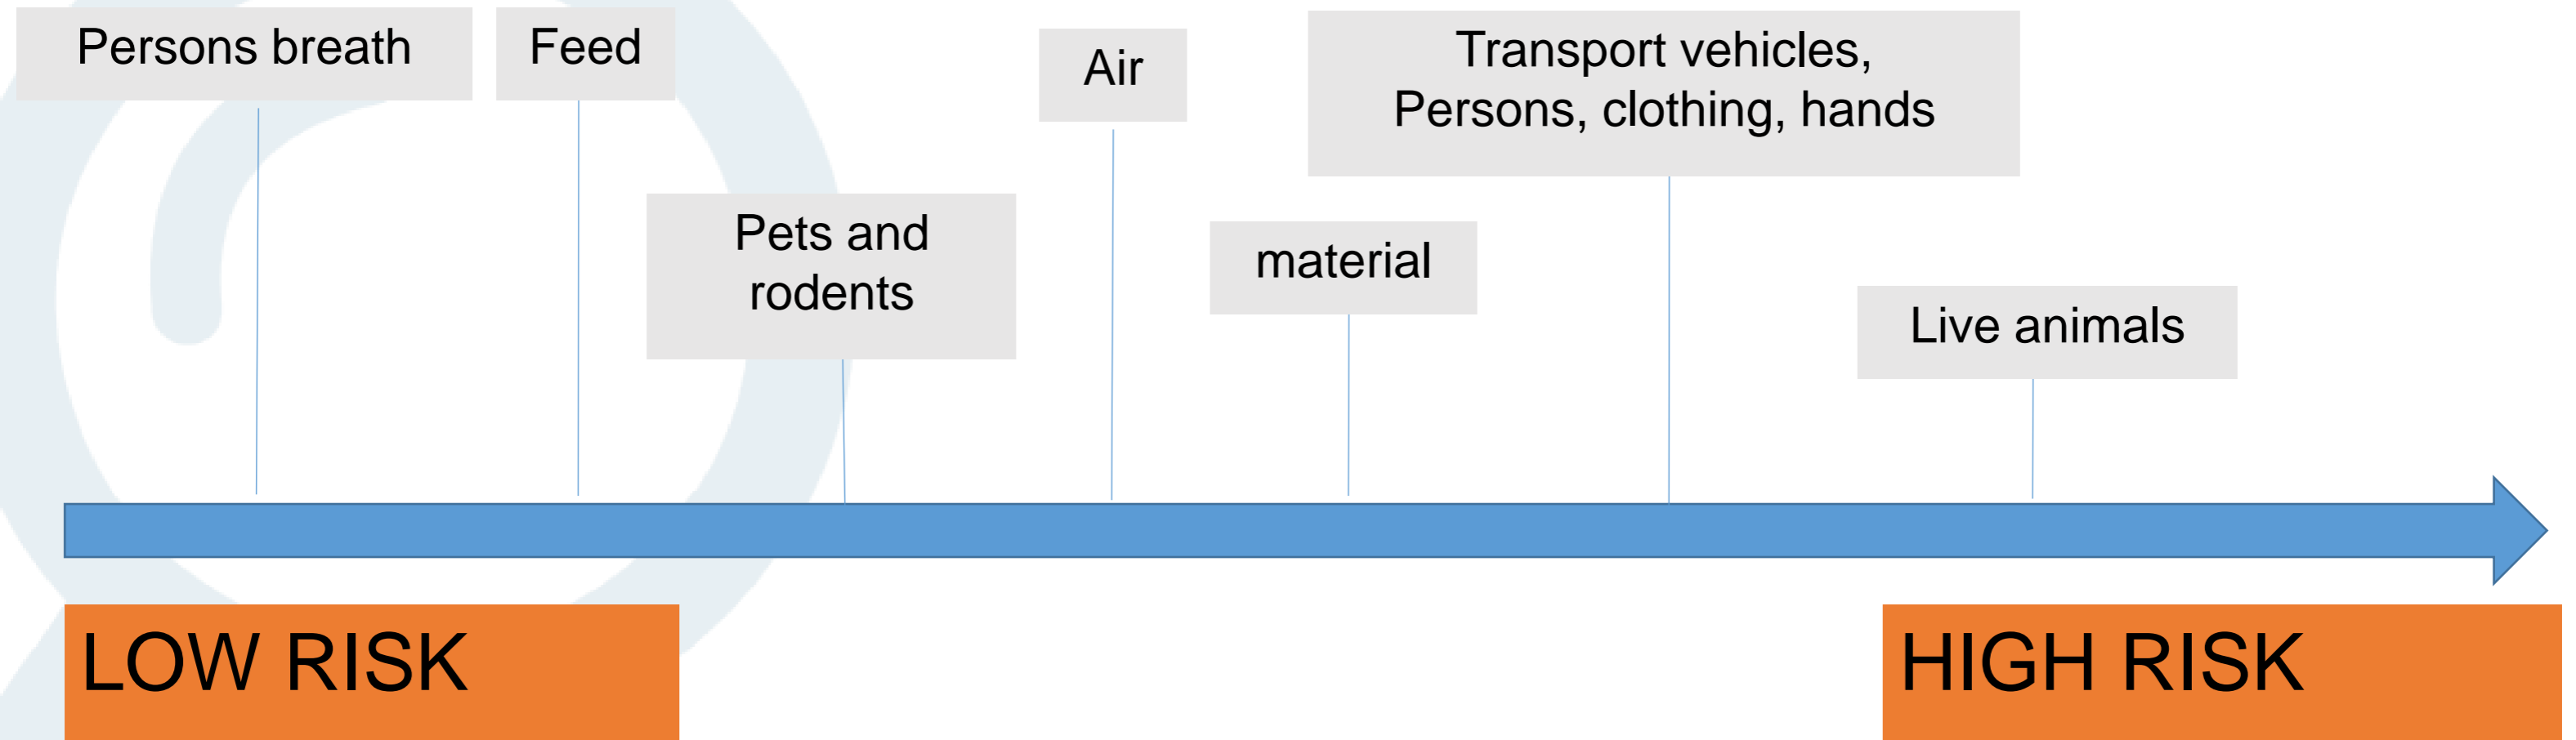 Persons breath
Feed
Air
Transport vehicles,
Persons, clothing, hands
Pets and
rodents
material
Live animals
LOW RISK
HIGH RISK